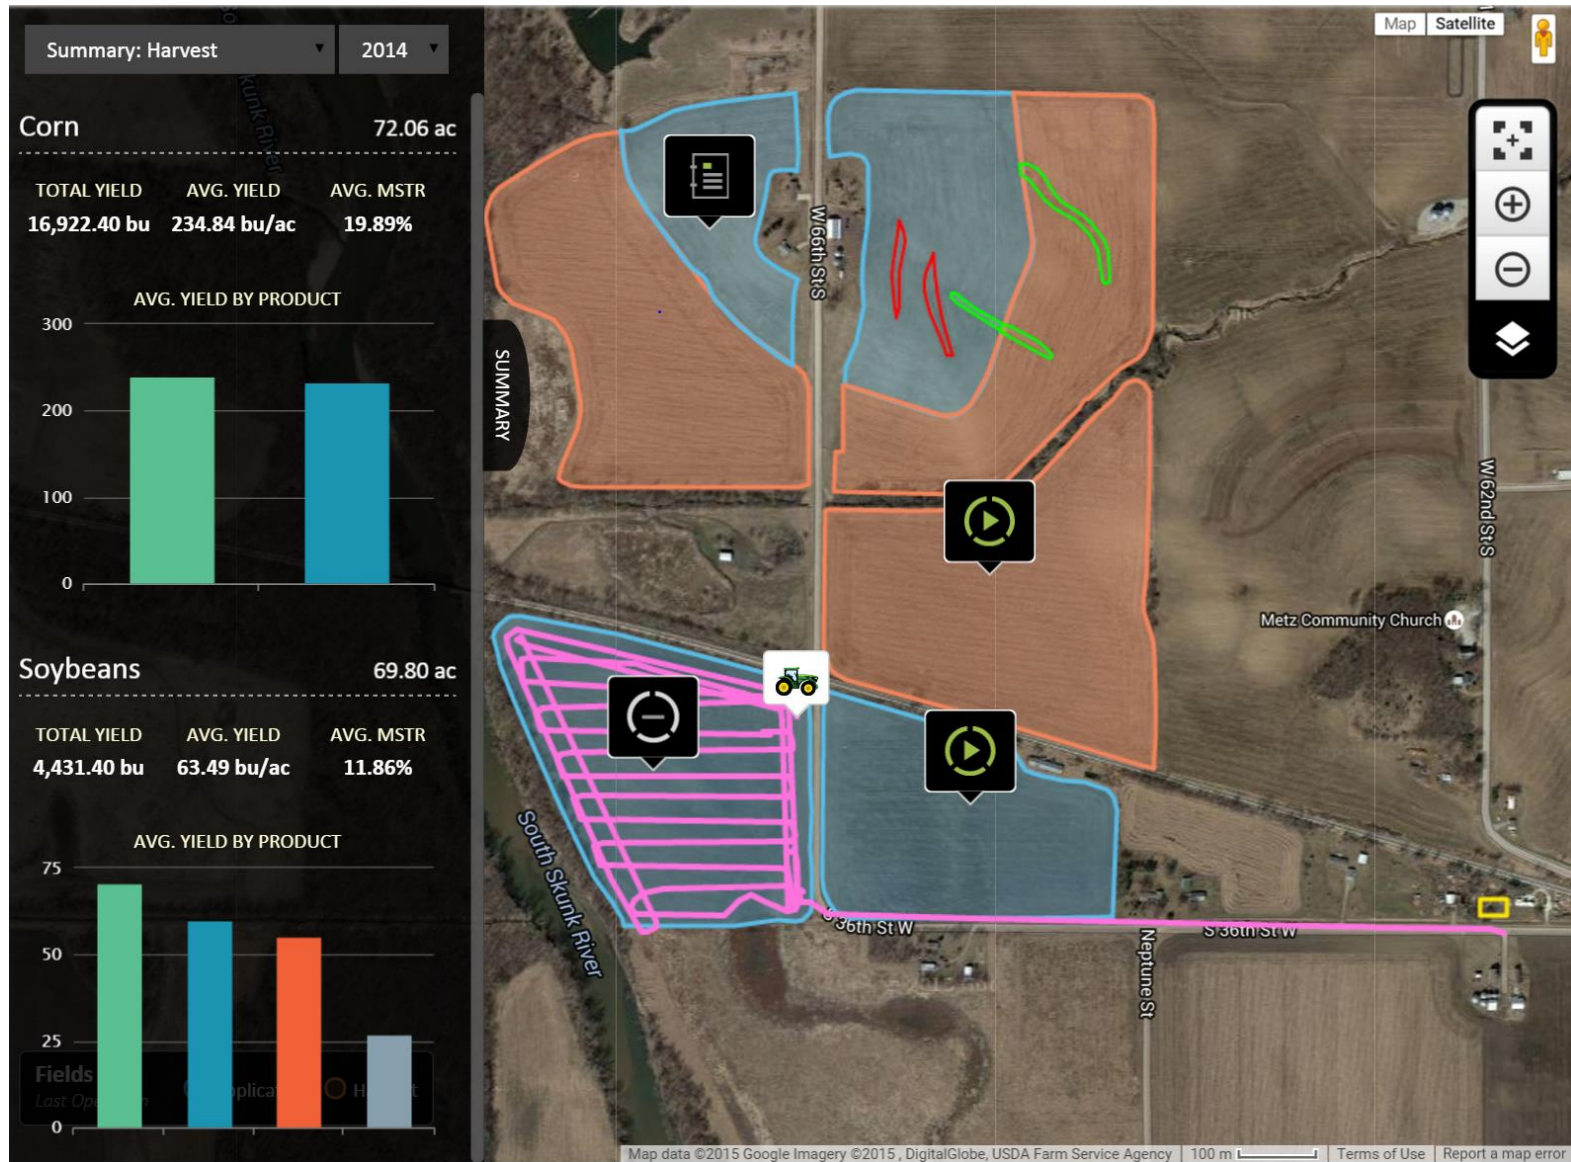 Summary: Harvest
2014
Corn
72.06 ac
TOTAL YIELD
AVG. YIELD
AVG. MSTR
16,922.40 bu
234.84 bu/ac
19.89%
AVG. YIELD BY PRODUCT
300
200
100
0
Soybeans
69.80 ac
TOTAL YIELD
AVG. YIELD
AVG. MSTR
4,431.40 bu
63.49 bu/ac
11.86%
AVG. YIELD BY PRODUCT
75
50
25
0
Fields
SUMMARY
Map
Satellite
W 66th St S
W 62nd St S
Metz Community Church
South Skunk River
S 36th St W
S 36th St W
Neptune St
Map data ©2015 Google Imagery ©2015 , DigitalGlobe, USDA Farm Service Agency
100 m
Terms of Use
Report a map error